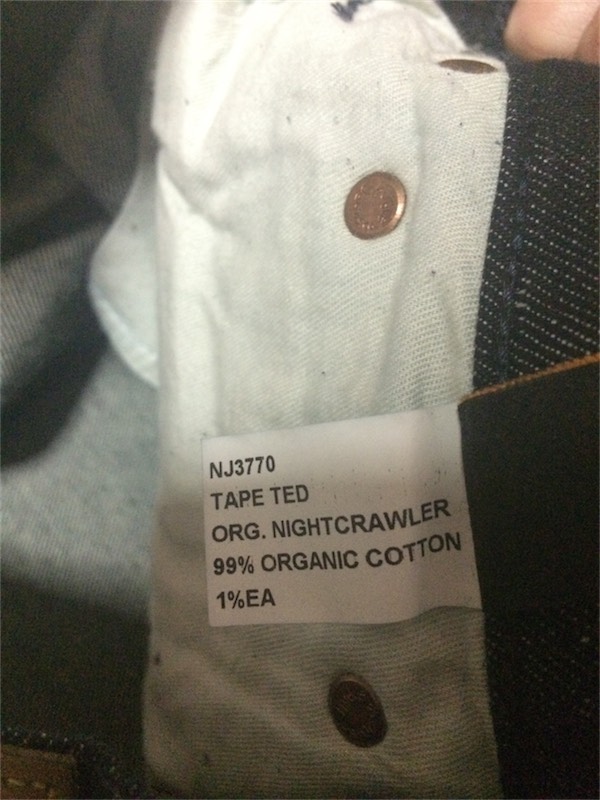 NJ3770
TAPE TED
ORG. NIGHTCRAWLER
99% ORGANIC COTTON
1%EA